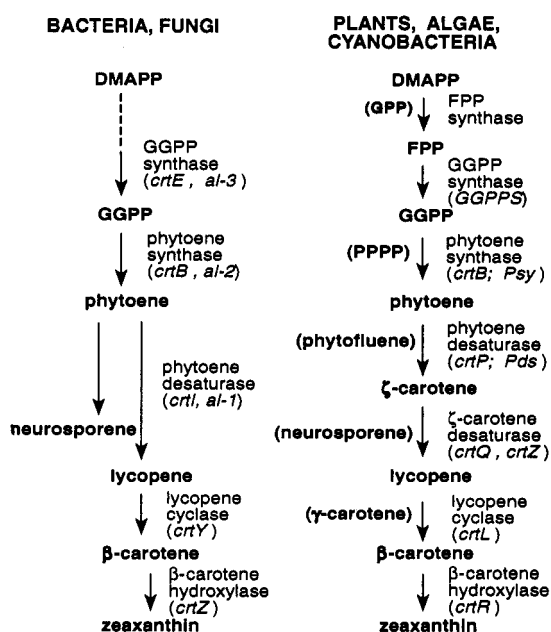 BACTERIA, FUNGI
DMAPP
GGPP
synthase
(crtE , al-3 )
GGPP
phytoene
synthase
(crtB , al-2)
phytoene
phytoene
desaturase
(crtI, al-1)
neurosporene
lycopene
lycopene
cyclase
(crtY )
β-carotene
β-carotene
hydroxylase
(crtZ )
zeaxanthin
PLANTS, ALGAE,
CYANOBACTERIA
DMAPP
(GPP)
FPP
synthase
FPP
GGPP
synthase
(GGPPS)
GGPP
(PPPP)
phytoene
synthase
(crtB; Psy )
phytoene
(phytofluene)
phytoene
desaturase
(crtP; Pds )
ζ-carotene
(neurosporene)
ζ-carotene
desaturase
(crtQ , crtZ )
lycopene
(γ-carotene)
lycopene
cyclase
(crtL )
β-carotene
β-carotene
hydroxylase
(crtR )
zeaxanthin